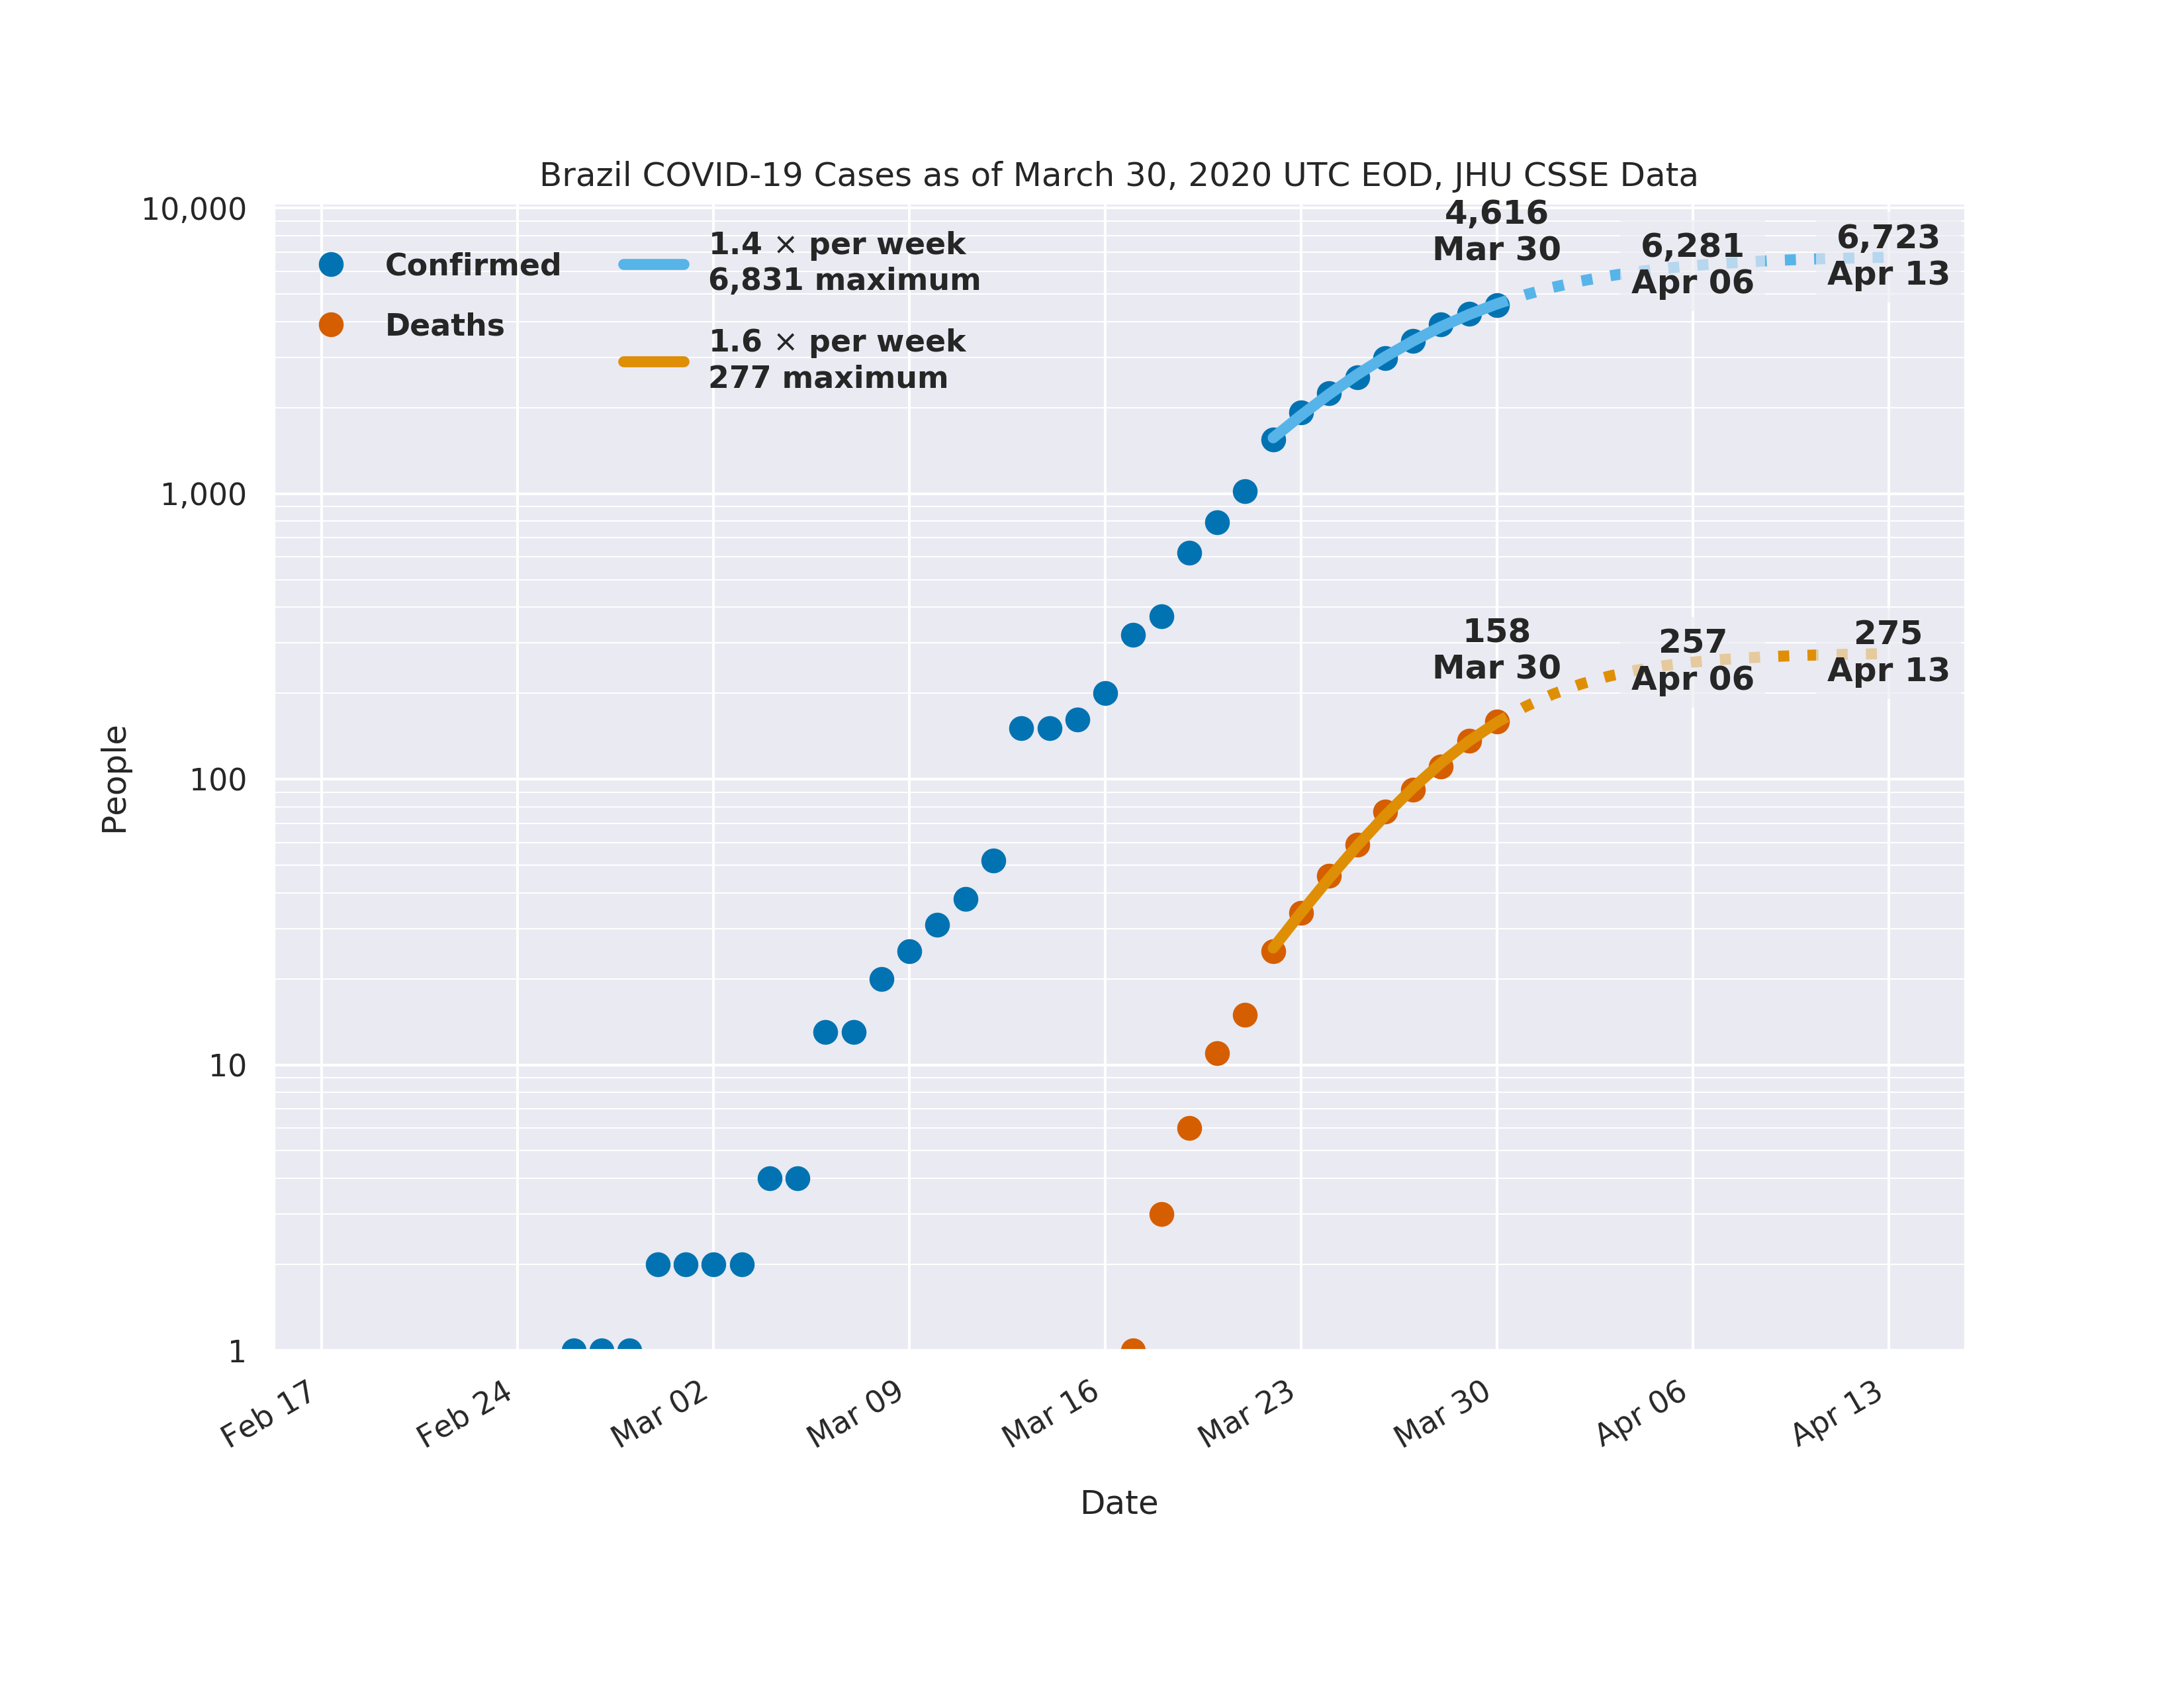 Brazil COVID-19 Cases as of March 30, 2020 UTC EOD, JHU CSSE Data
10,000
1,000
100
10
1
People
Confirmed
Deaths
1.4 × per week
6,831 maximum
1.6 × per week
277 maximum
4,616
Mar 30
6,281
Apr 06
6,723
Apr 13
158
Mar 30
257
Apr 06
275
Apr 13
Feb 17
Feb 24
Mar 02
Mar 09
Mar 16
Mar 23
Mar 30
Apr 06
Apr 13
Date